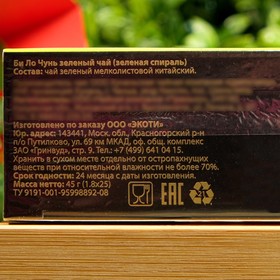 Би Ло Чунь зеленый чай (зеленая спираль)
Состав: чай зеленый мелколистовой китайский.
Изготовлено по заказу ООО «ЭКОТИ»
Юр. адрес: 143441, Моск. обл., Красногорский р-н
п/о Путилково, ул. 69 км МКАД, оф. общ. комплекс
ЗАО «Гринвуд», стр. 9. Тел.: +7 (499) 641 04 15.
Хранить в сухом месте отдельно от остропахнущих
веществ при относительной влажности не более 70%.
Срок годности: 24 месяца с даты изготовления.
Масса нетто: 45 г (1.8х25)
ТУ 9191-001-95998892-08
EAC
21